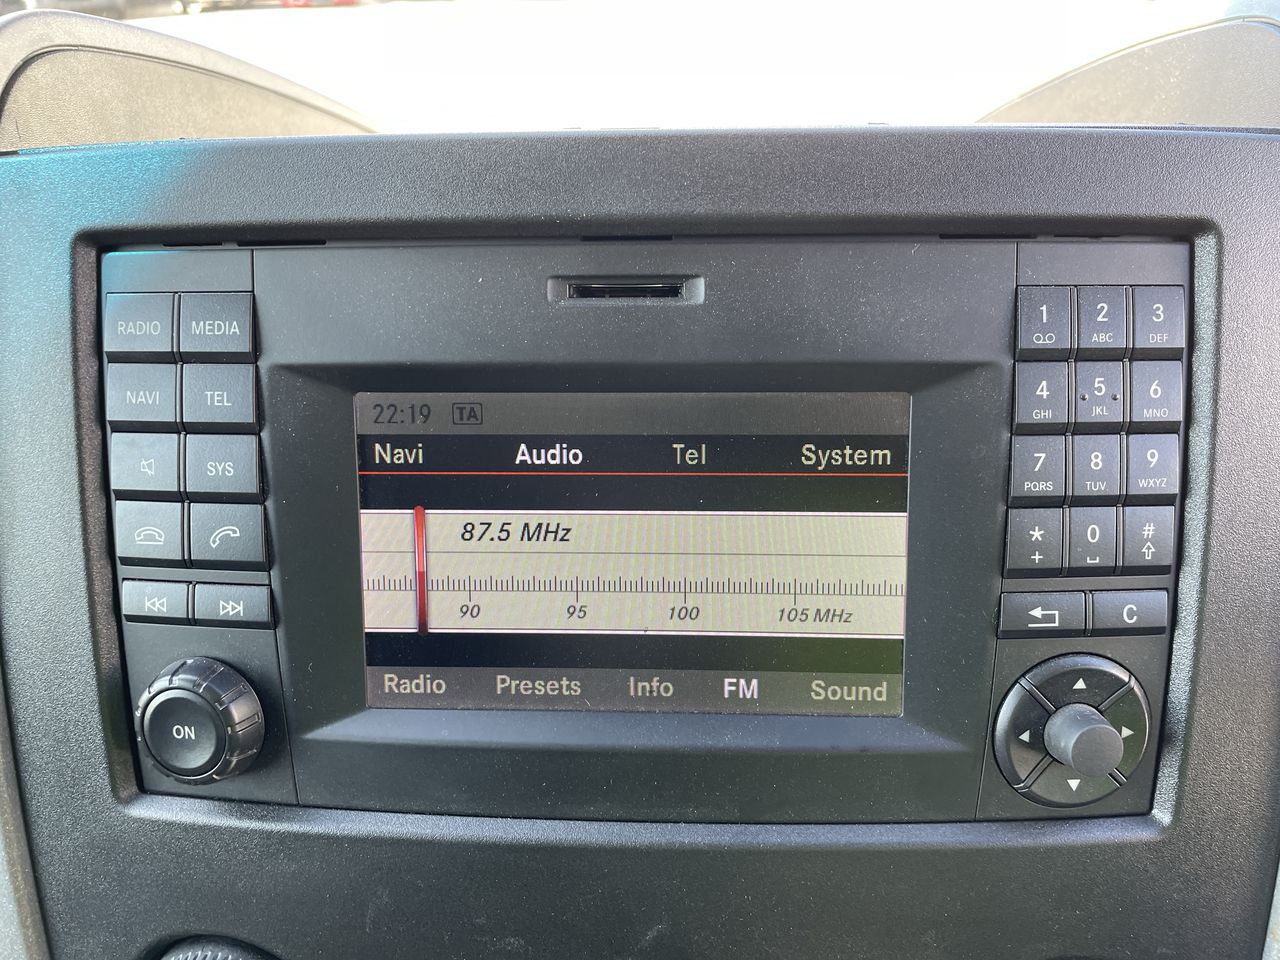 RADIO MEDIA
NAVI TEL
SYS
ON
22:19 TA
Navi Audio Tel System
87.5 MHz
90 95 100 105 MHz
Radio Presets Info FM Sound
1 2 ABC 3 DEF
4 GHI 5 JKL 6 MNO
7 PQRS 8 TUV 9 WXYZ
* + 0 ␣ #
C